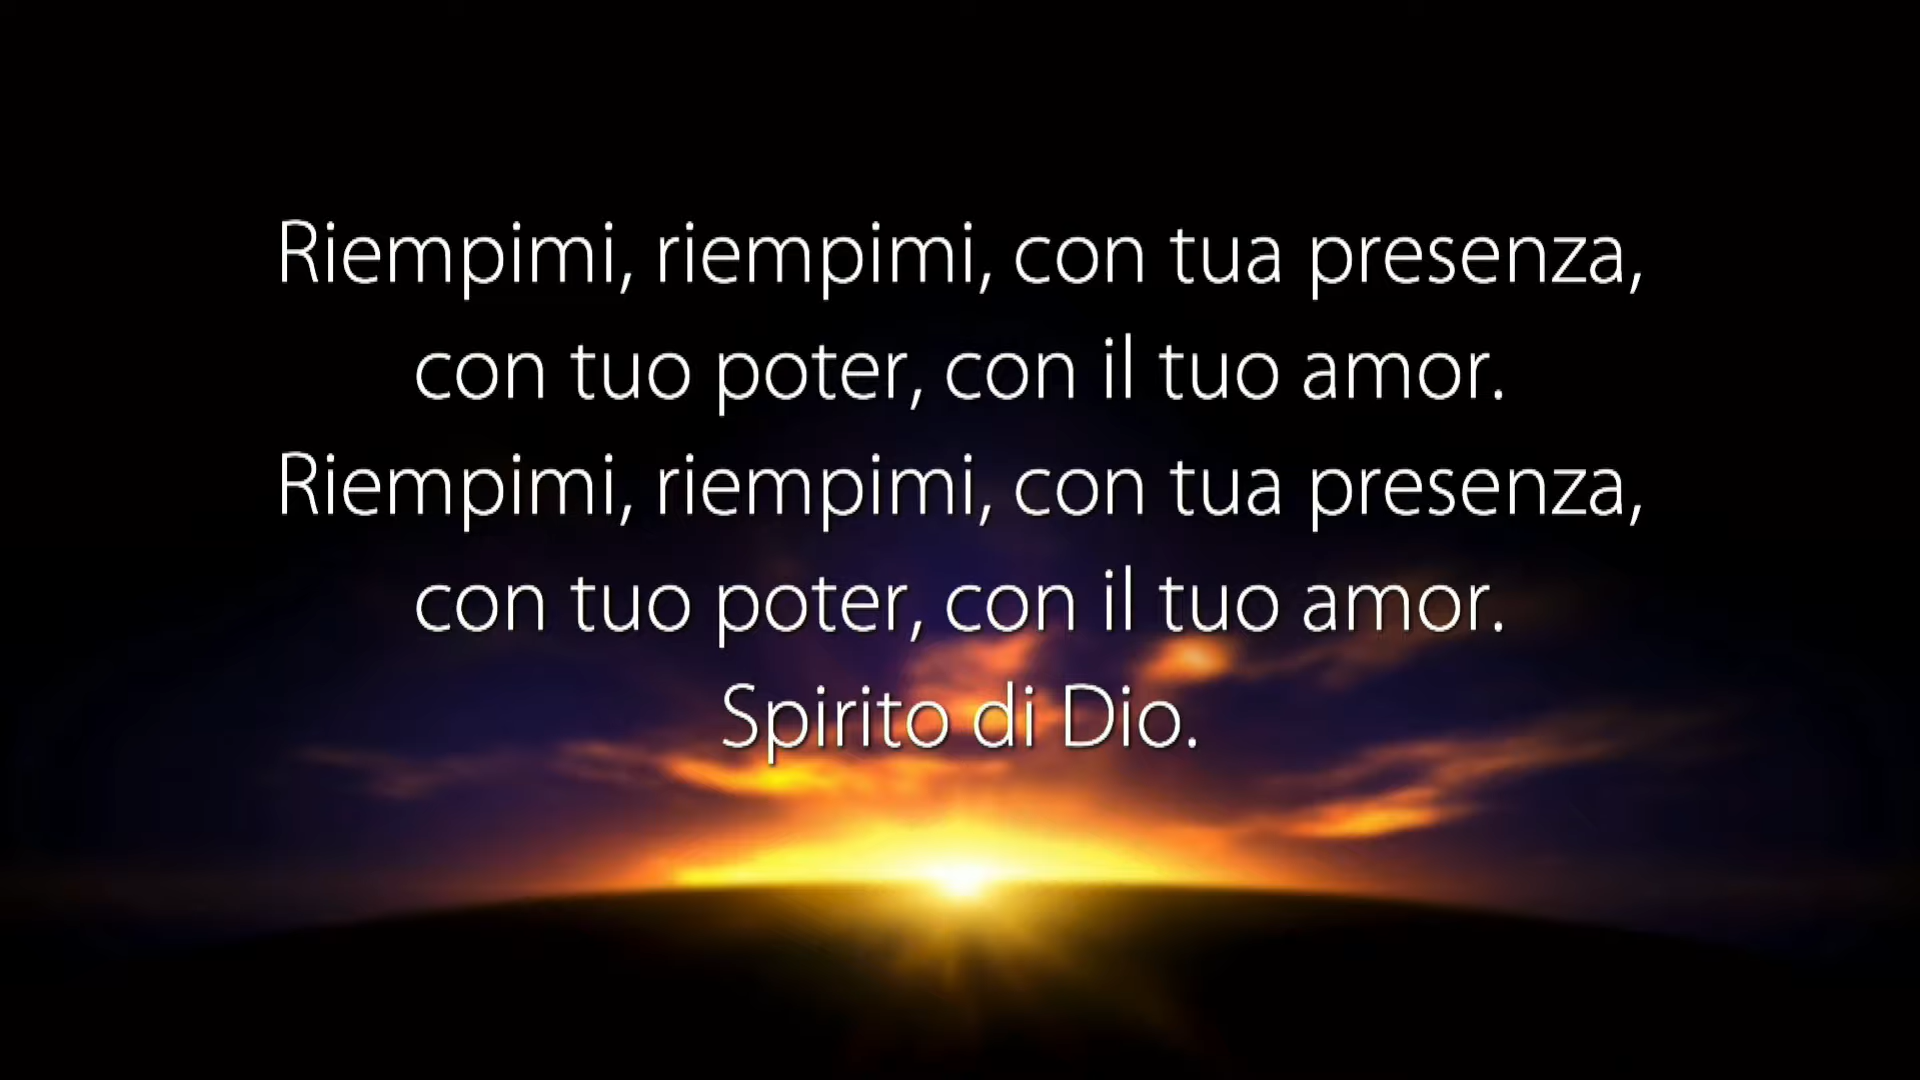 Riempimi, riempimi, con tua presenza,
con tuo poter, con il tuo amor.
Riempimi, riempimi, con tua presenza,
con tuo poter, con il tuo amor.
Spirito di Dio.